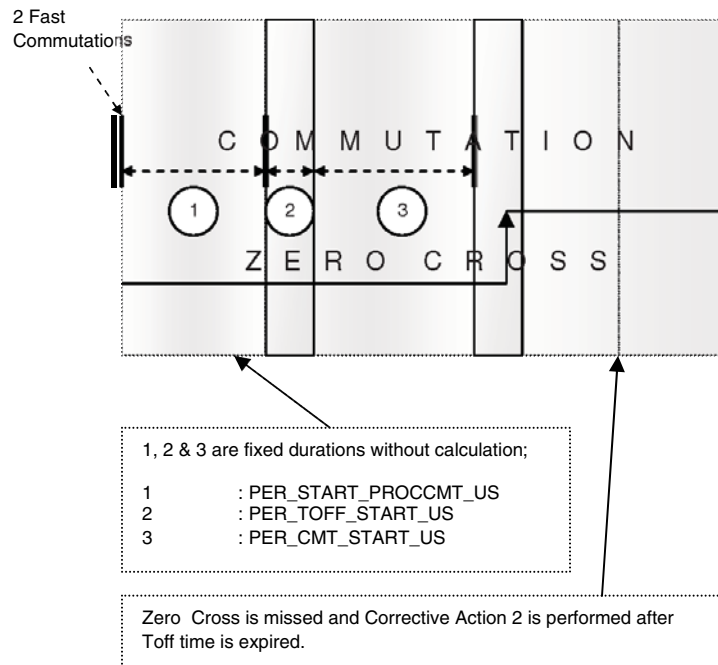 2 Fast
Commutations
C O M M U T A T I O N
1 2 3
Z E R O C R O S S
1, 2 & 3 are fixed durations without calculation;
1 : PER_START_PROCCMT_US
2 : PER_TOFF_START_US
3 : PER_CMT_START_US
Zero Cross is missed and Corrective Action 2 is performed after
Toff time is expired.